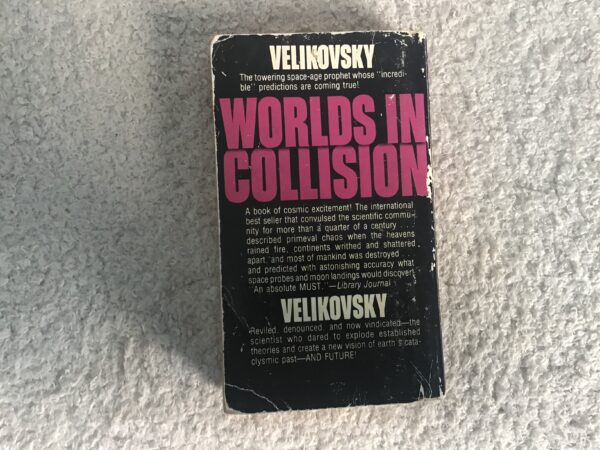 VELIKOVSKY
The towering space-age prophet whose "incredi-
ble" predictions are coming true!
WORLDS IN
COLLISION
A book of cosmic excitement! The international
best seller that convulsed the scientific commu-
nity for more than a quarter of a century . . .
described primeval chaos when the heavens
rained fire, continents writhed and shattered
apart, and most of mankind was destroyed . . .
and predicted with astonishing accuracy what
space probes and moon landings would discover!
"An absolute MUST."—Library Journal
VELIKOVSKY
Reviled, denounced, and now vindicated—the
scientist who dared to explode established
theories and create a new vision of earth's cata-
clysmic past—AND FUTURE!